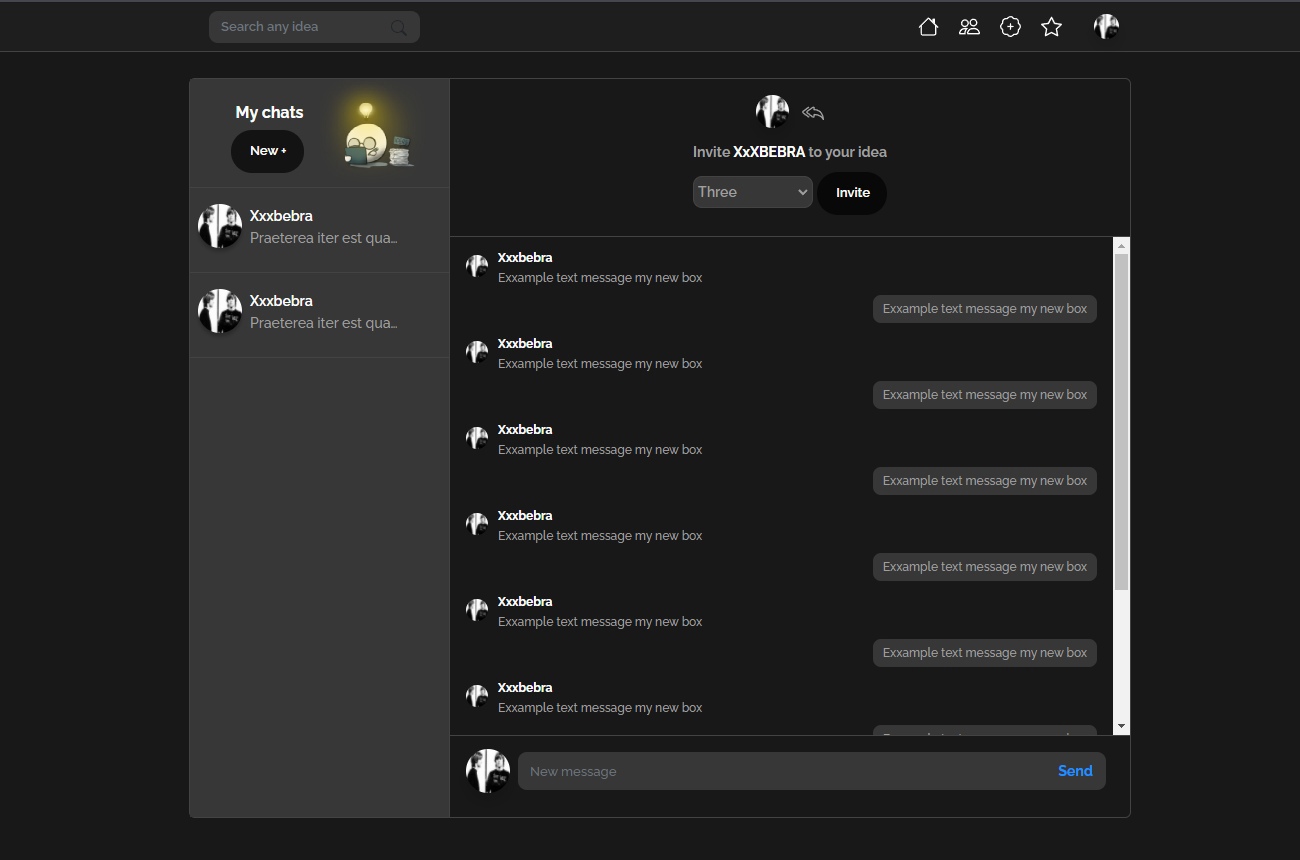 Search any idea
My chats
New +
Xxxbebra
Praeterea iter est qua...
Xxxbebra
Praeterea iter est qua...
Invite XxXBEBRA to your idea
Three
Invite
Xxxbebra
Exxample text message my new box
Exxample text message my new box
Xxxbebra
Exxample text message my new box
Exxample text message my new box
Xxxbebra
Exxample text message my new box
Exxample text message my new box
Xxxbebra
Exxample text message my new box
Exxample text message my new box
Xxxbebra
Exxample text message my new box
Exxample text message my new box
Xxxbebra
Exxample text message my new box
New message
Send